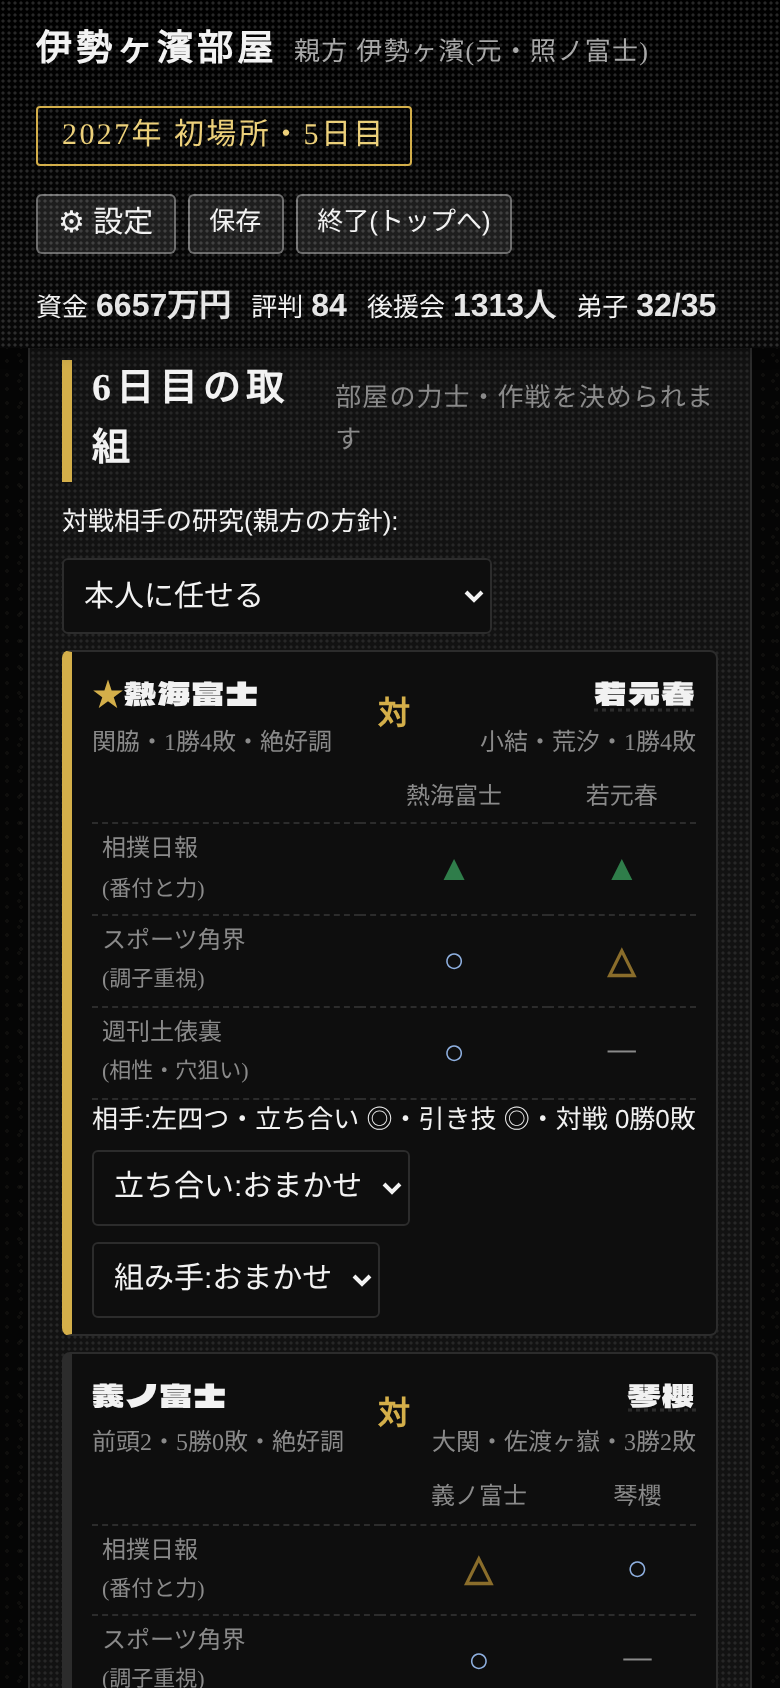 伊勢ヶ濱部屋 親方 伊勢ヶ濱(元・照ノ富士)
2027年 初場所・5日目
⚙ 設定 保存 終了(トップへ)
資金 6657万円 評判 84 後援会 1313人 弟子 32/35
6日目の取組
部屋の力士・作戦を決められます
対戦相手の研究(親方の方針):
本人に任せる
★熱海富士 対 若元春
関脇・1勝4敗・絶好調 小結・荒汐・1勝4敗
熱海富士 若元春
相撲日報
(番付と力) ▲ ▲
スポーツ角界
(調子重視) ○ △
週刊土俵裏
(相性・穴狙い) ○ —
相手:左四つ・立ち合い ◎・引き技 ◎・対戦 0勝0敗
立ち合い:おまかせ
組み手:おまかせ
義ノ富士 対 琴櫻
前頭2・5勝0敗・絶好調 大関・佐渡ヶ嶽・3勝2敗
義ノ富士 琴櫻
相撲日報
(番付と力) △ ○
スポーツ角界
(調子重視) ○ —